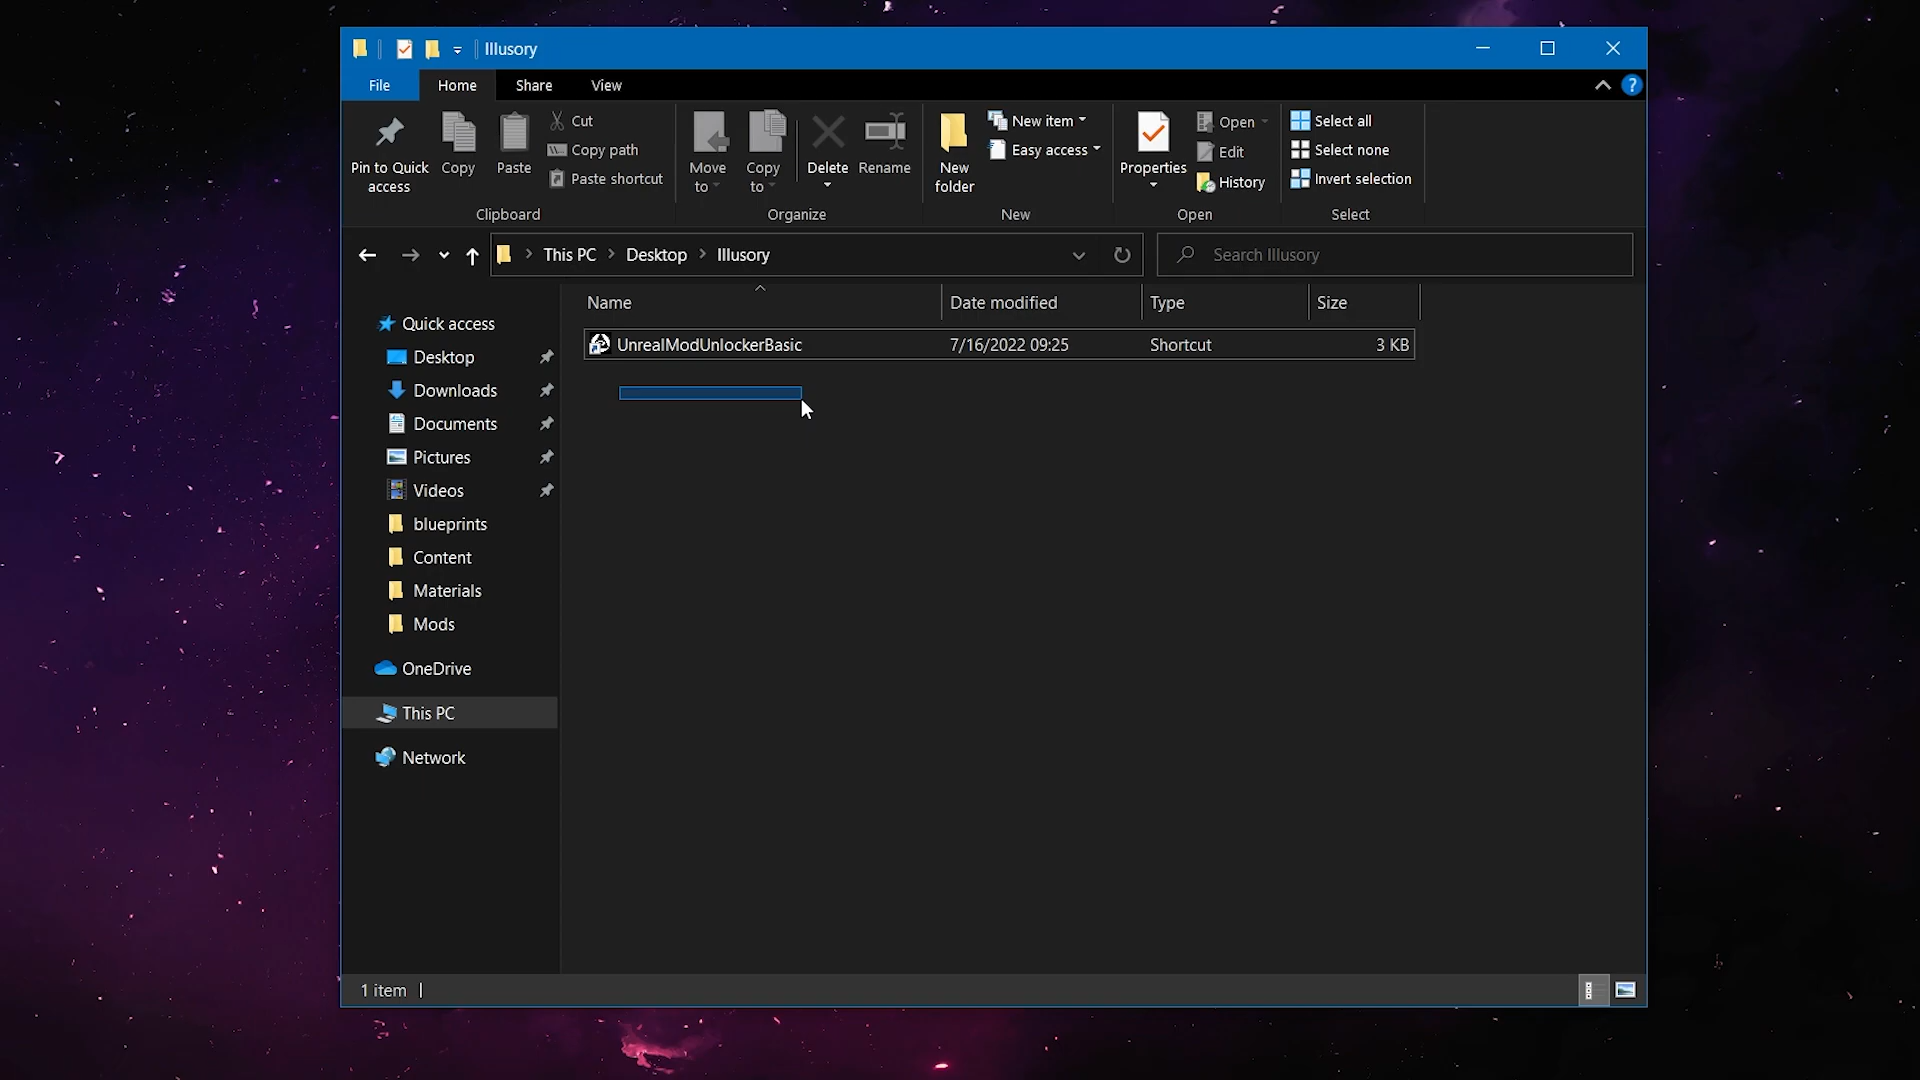 Illusory
File Home Share View
?
Pin to Quick access
Copy
Paste
Cut
Copy path
Paste shortcut
Clipboard
Move to
Copy to
Delete
Rename
Organize
New folder
New item
Easy access
New
Properties
Open
Edit
History
Open
Select all
Select none
Invert selection
Select
This PC Desktop Illusory
Search Illusory
Name Date modified Type Size
UnrealModUnlockerBasic 7/16/2022 09:25 Shortcut 3 KB
Quick access
Desktop
Downloads
Documents
Pictures
Videos
blueprints
Content
Materials
Mods
OneDrive
This PC
Network
1 item